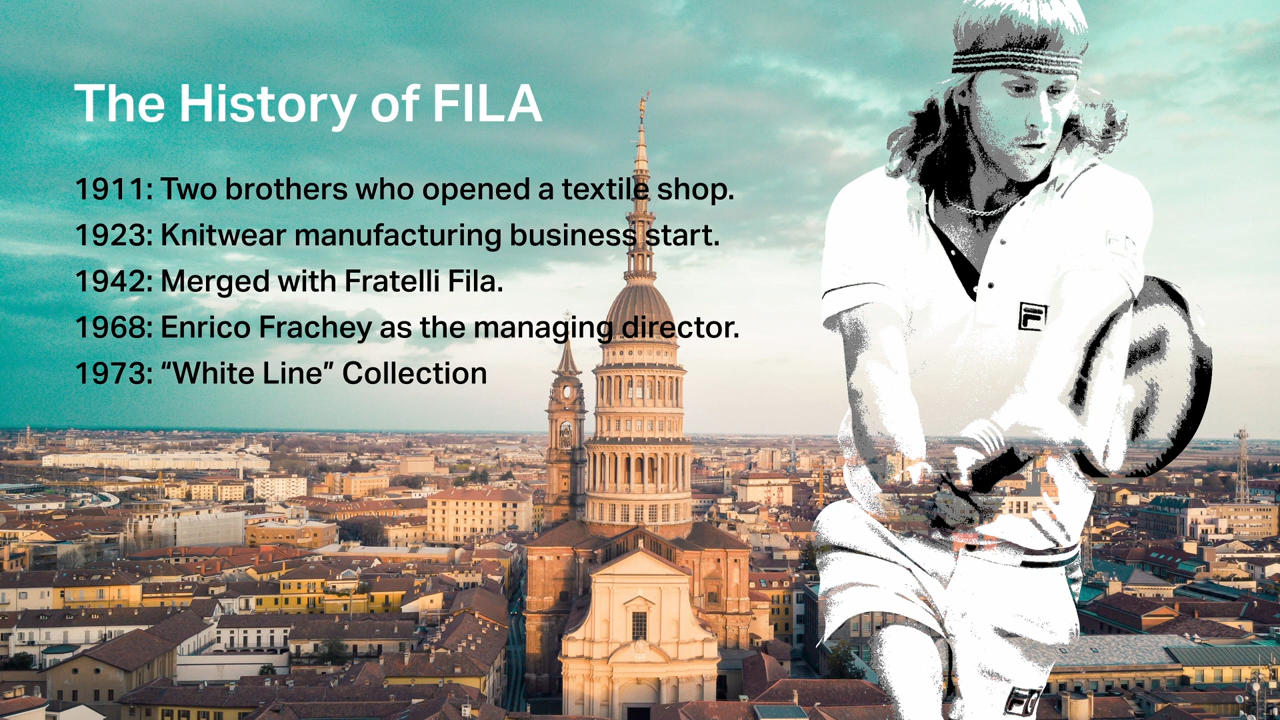 The History of FILA
1911: Two brothers who opened a textile shop.
1923: Knitwear manufacturing business start.
1942: Merged with Fratelli Fila.
1968: Enrico Frachey as the managing director.
1973: “White Line” Collection